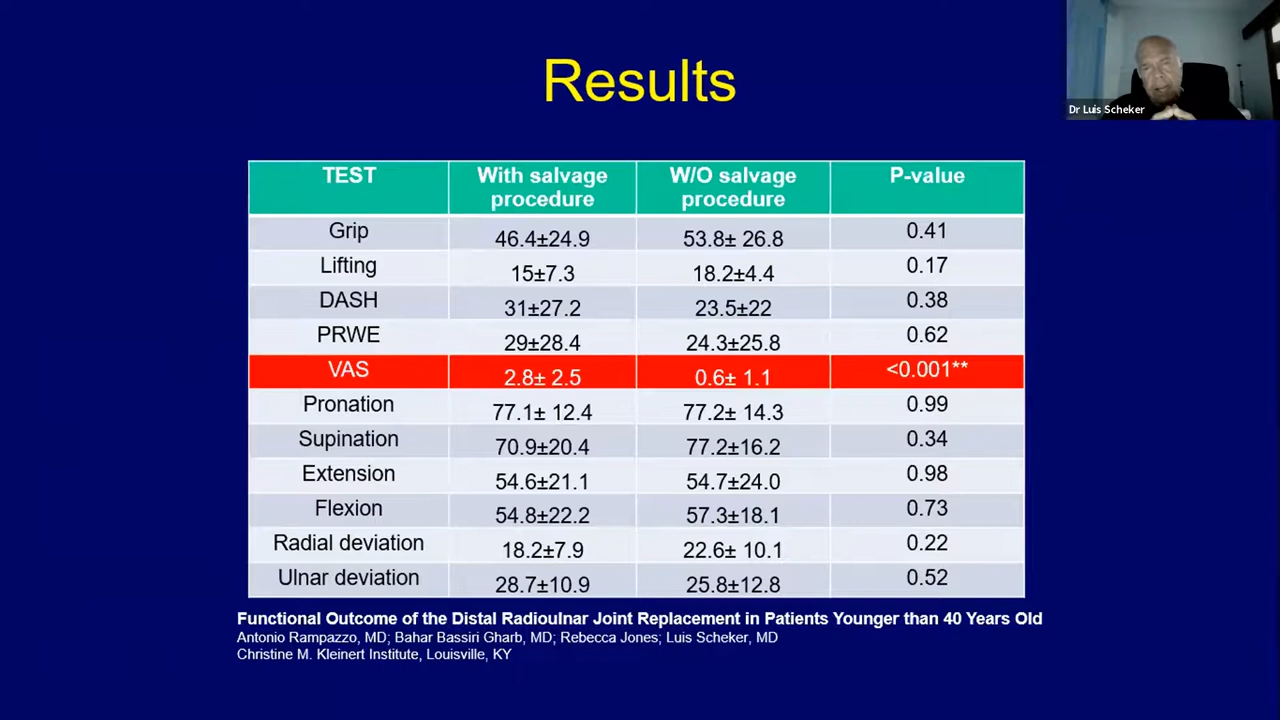 Results
Dr Luis Scheker
TEST With salvage procedure W/O salvage procedure P-value
Grip 46.4±24.9 53.8± 26.8 0.41
Lifting 15±7.3 18.2±4.4 0.17
DASH 31±27.2 23.5±22 0.38
PRWE 29±28.4 24.3±25.8 0.62
VAS 2.8± 2.5 0.6± 1.1 <0.001**
Pronation 77.1± 12.4 77.2± 14.3 0.99
Supination 70.9±20.4 77.2±16.2 0.34
Extension 54.6±21.1 54.7±24.0 0.98
Flexion 54.8±22.2 57.3±18.1 0.73
Radial deviation 18.2±7.9 22.6± 10.1 0.22
Ulnar deviation 28.7±10.9 25.8±12.8 0.52
Functional Outcome of the Distal Radioulnar Joint Replacement in Patients Younger than 40 Years Old
Antonio Rampazzo, MD; Bahar Bassiri Gharb, MD; Rebecca Jones; Luis Scheker, MD
Christine M. Kleinert Institute, Louisville, KY